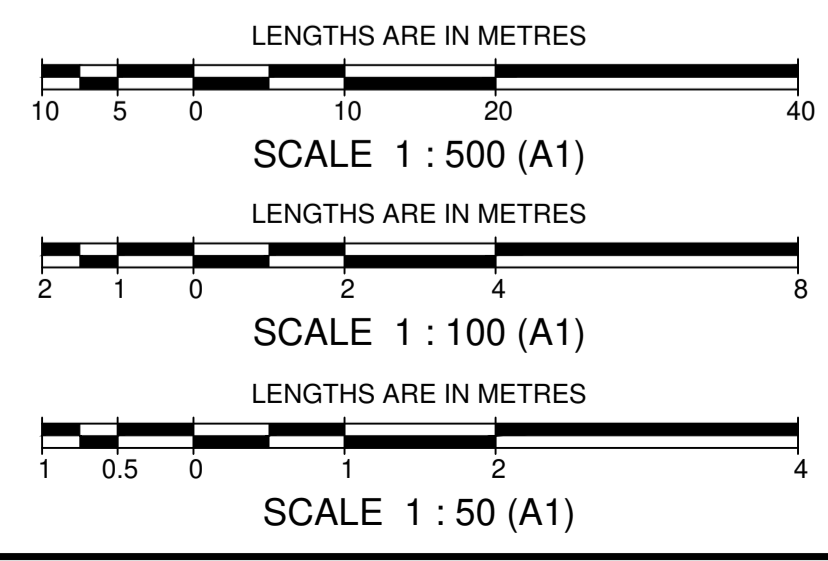 LENGTHS ARE IN METRES
10 5 0 10 20 40
SCALE 1 : 500 (A1)
LENGTHS ARE IN METRES
2 1 0 2 4 8
SCALE 1 : 100 (A1)
LENGTHS ARE IN METRES
1 0.5 0 1 2 4
SCALE 1 : 50 (A1)